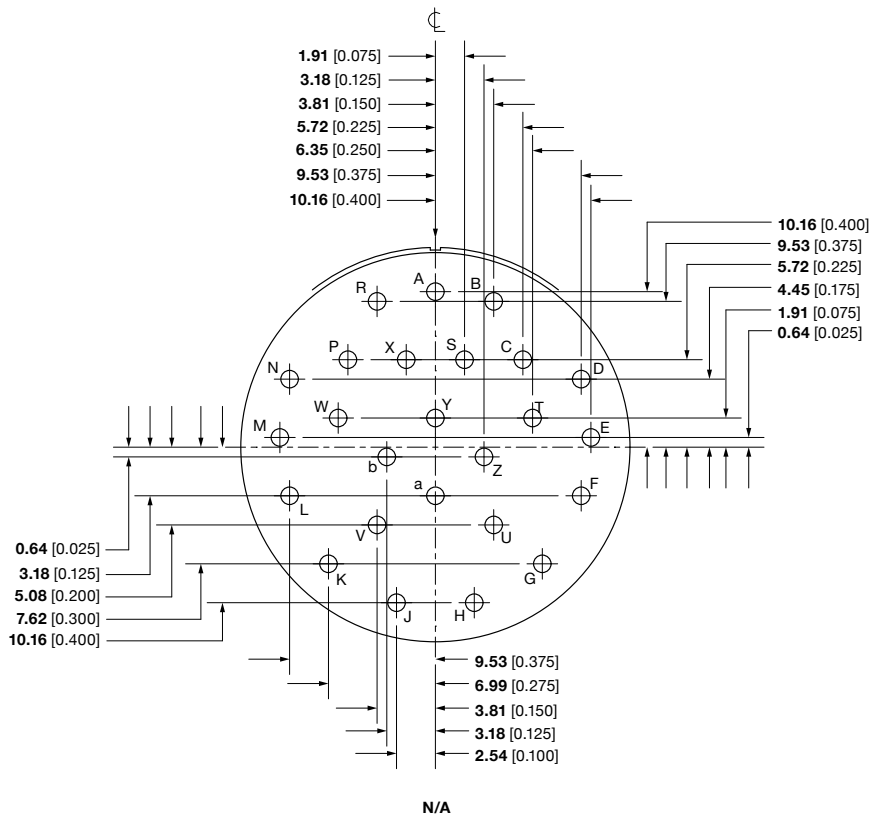 ℄
1.91 [0.075]
3.18 [0.125]
3.81 [0.150]
5.72 [0.225]
6.35 [0.250]
9.53 [0.375]
10.16 [0.400]
10.16 [0.400]
9.53 [0.375]
5.72 [0.225]
4.45 [0.175]
1.91 [0.075]
0.64 [0.025]
R A B
P X S C
N D
W Y T
M E
b Z
L a F
V U
K G
J H
0.64 [0.025]
3.18 [0.125]
5.08 [0.200]
7.62 [0.300]
10.16 [0.400]
9.53 [0.375]
6.99 [0.275]
3.81 [0.150]
3.18 [0.125]
2.54 [0.100]
N/A